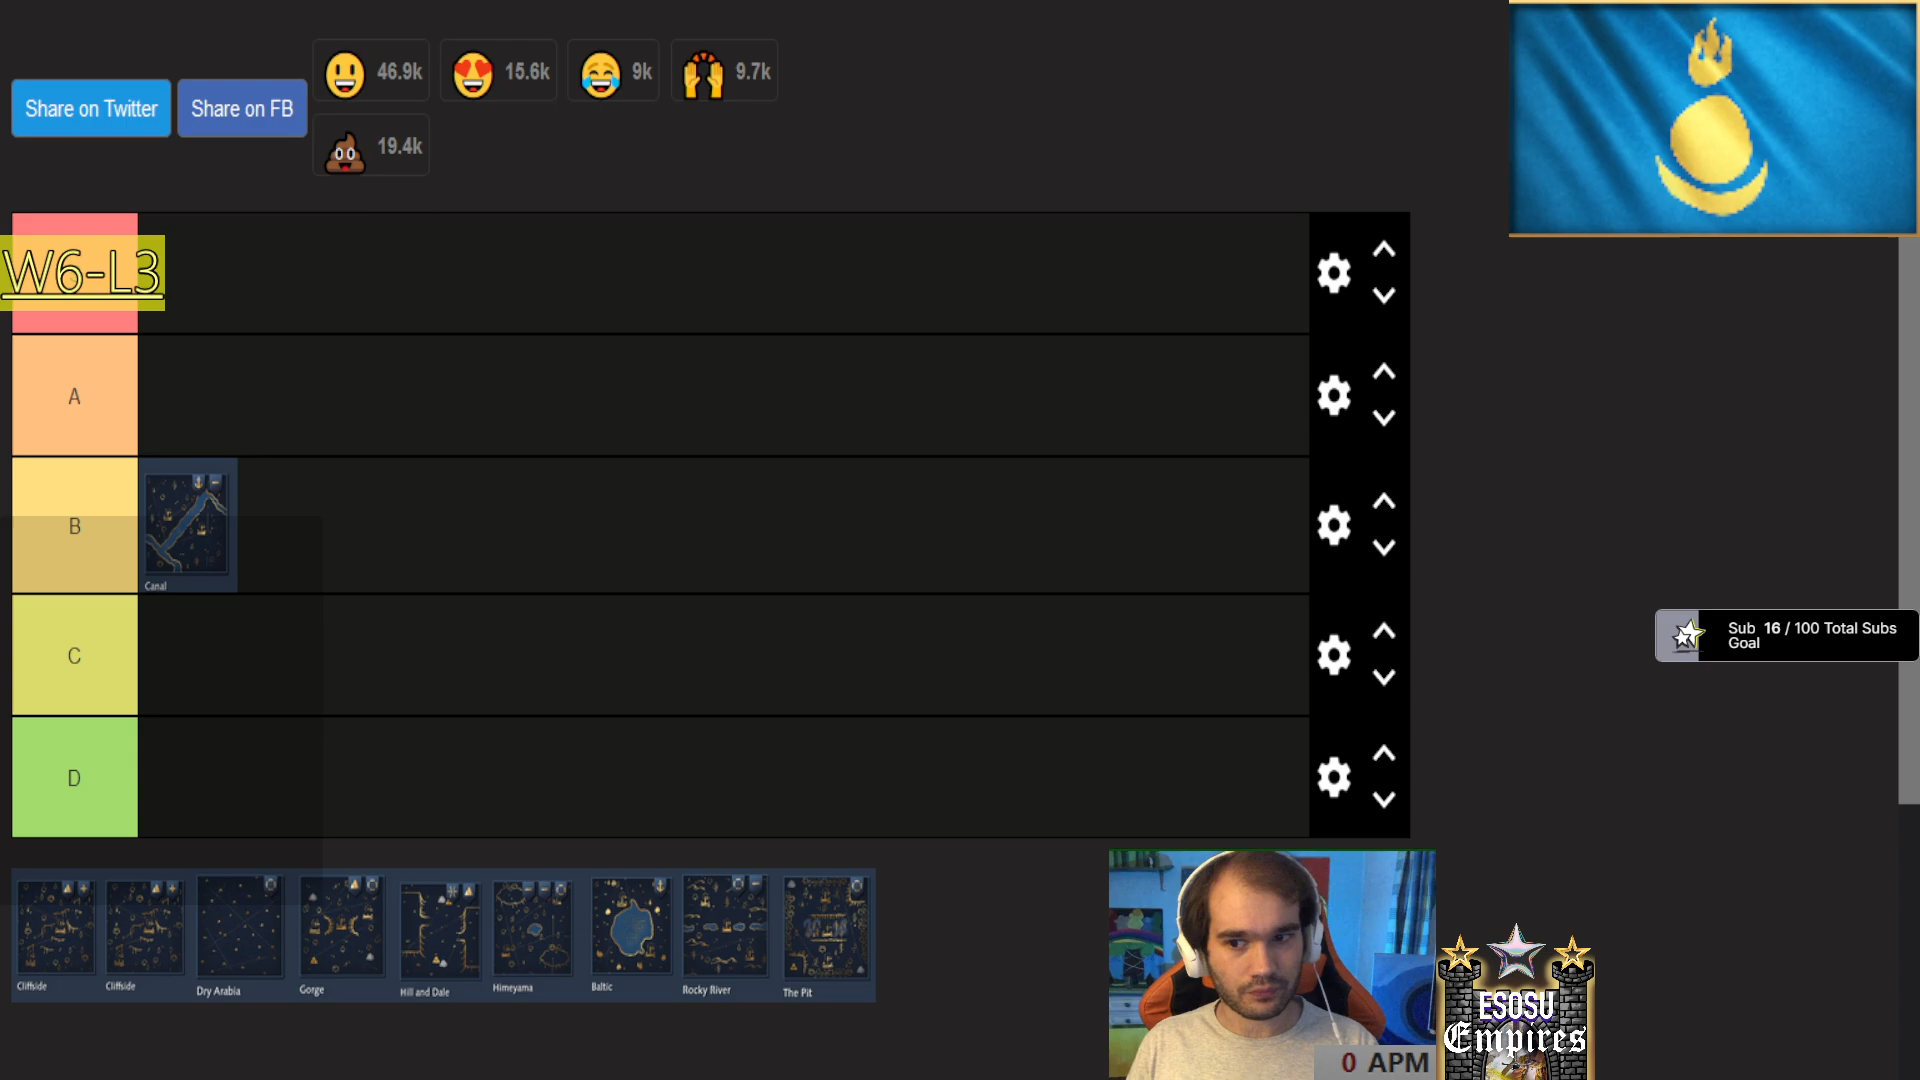 46.9k
15.6k
9k
9.7k
Share on Twitter
Share on FB
19.4k
W6-L3
A
B
Canal
C
Sub Goal
16 / 100 Total Subs
D
Cliffside
Cliffside
Dry Arabia
Gorge
Hill and Dale
Himeyama
Baltic
Rocky River
The Pit
0 APM
ESOSU
Empires